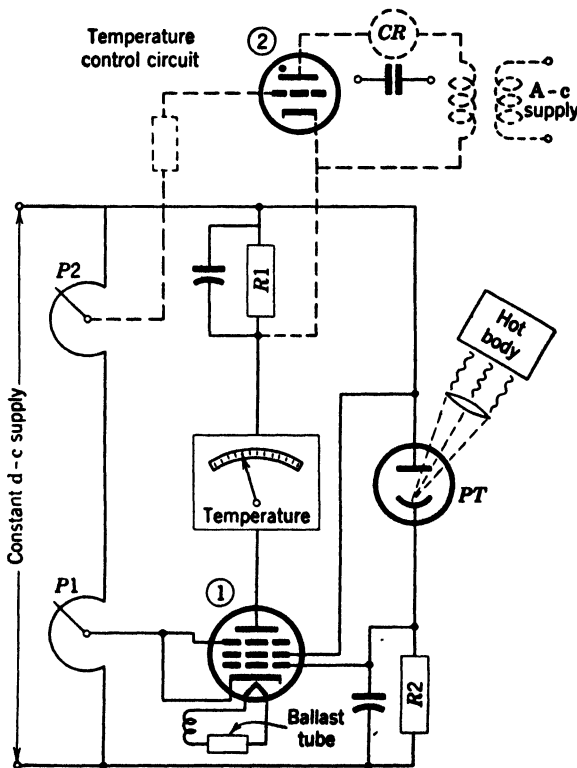 Temperature
control circuit
②
CR
A-c
supply
P2
R1
Hot
body
Constant d-c supply
Temperature
PT
P1
①
R2
Ballast
tube